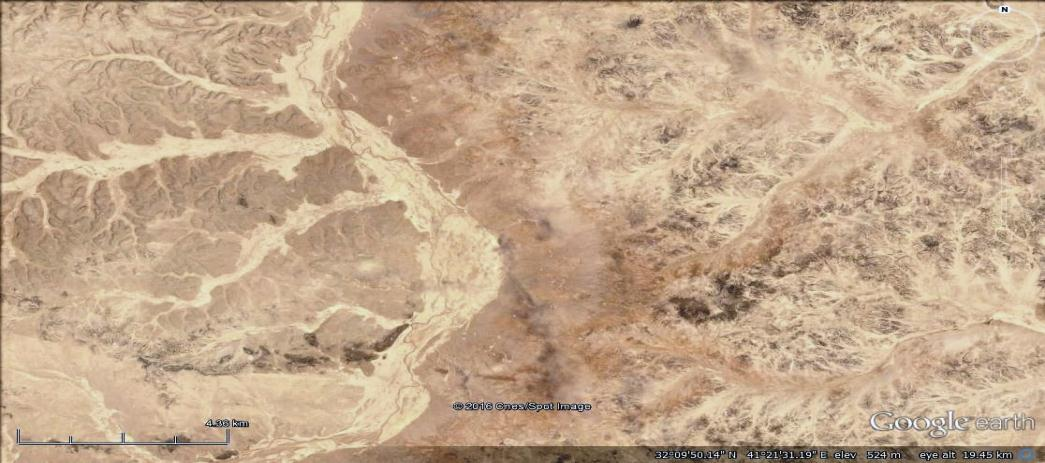 N
4.36 km
© 2016 Cnes/Spot Image
Google earth
32°09'50.14" N 41°21'31.19" E elev 524 m eye alt 19.45 km